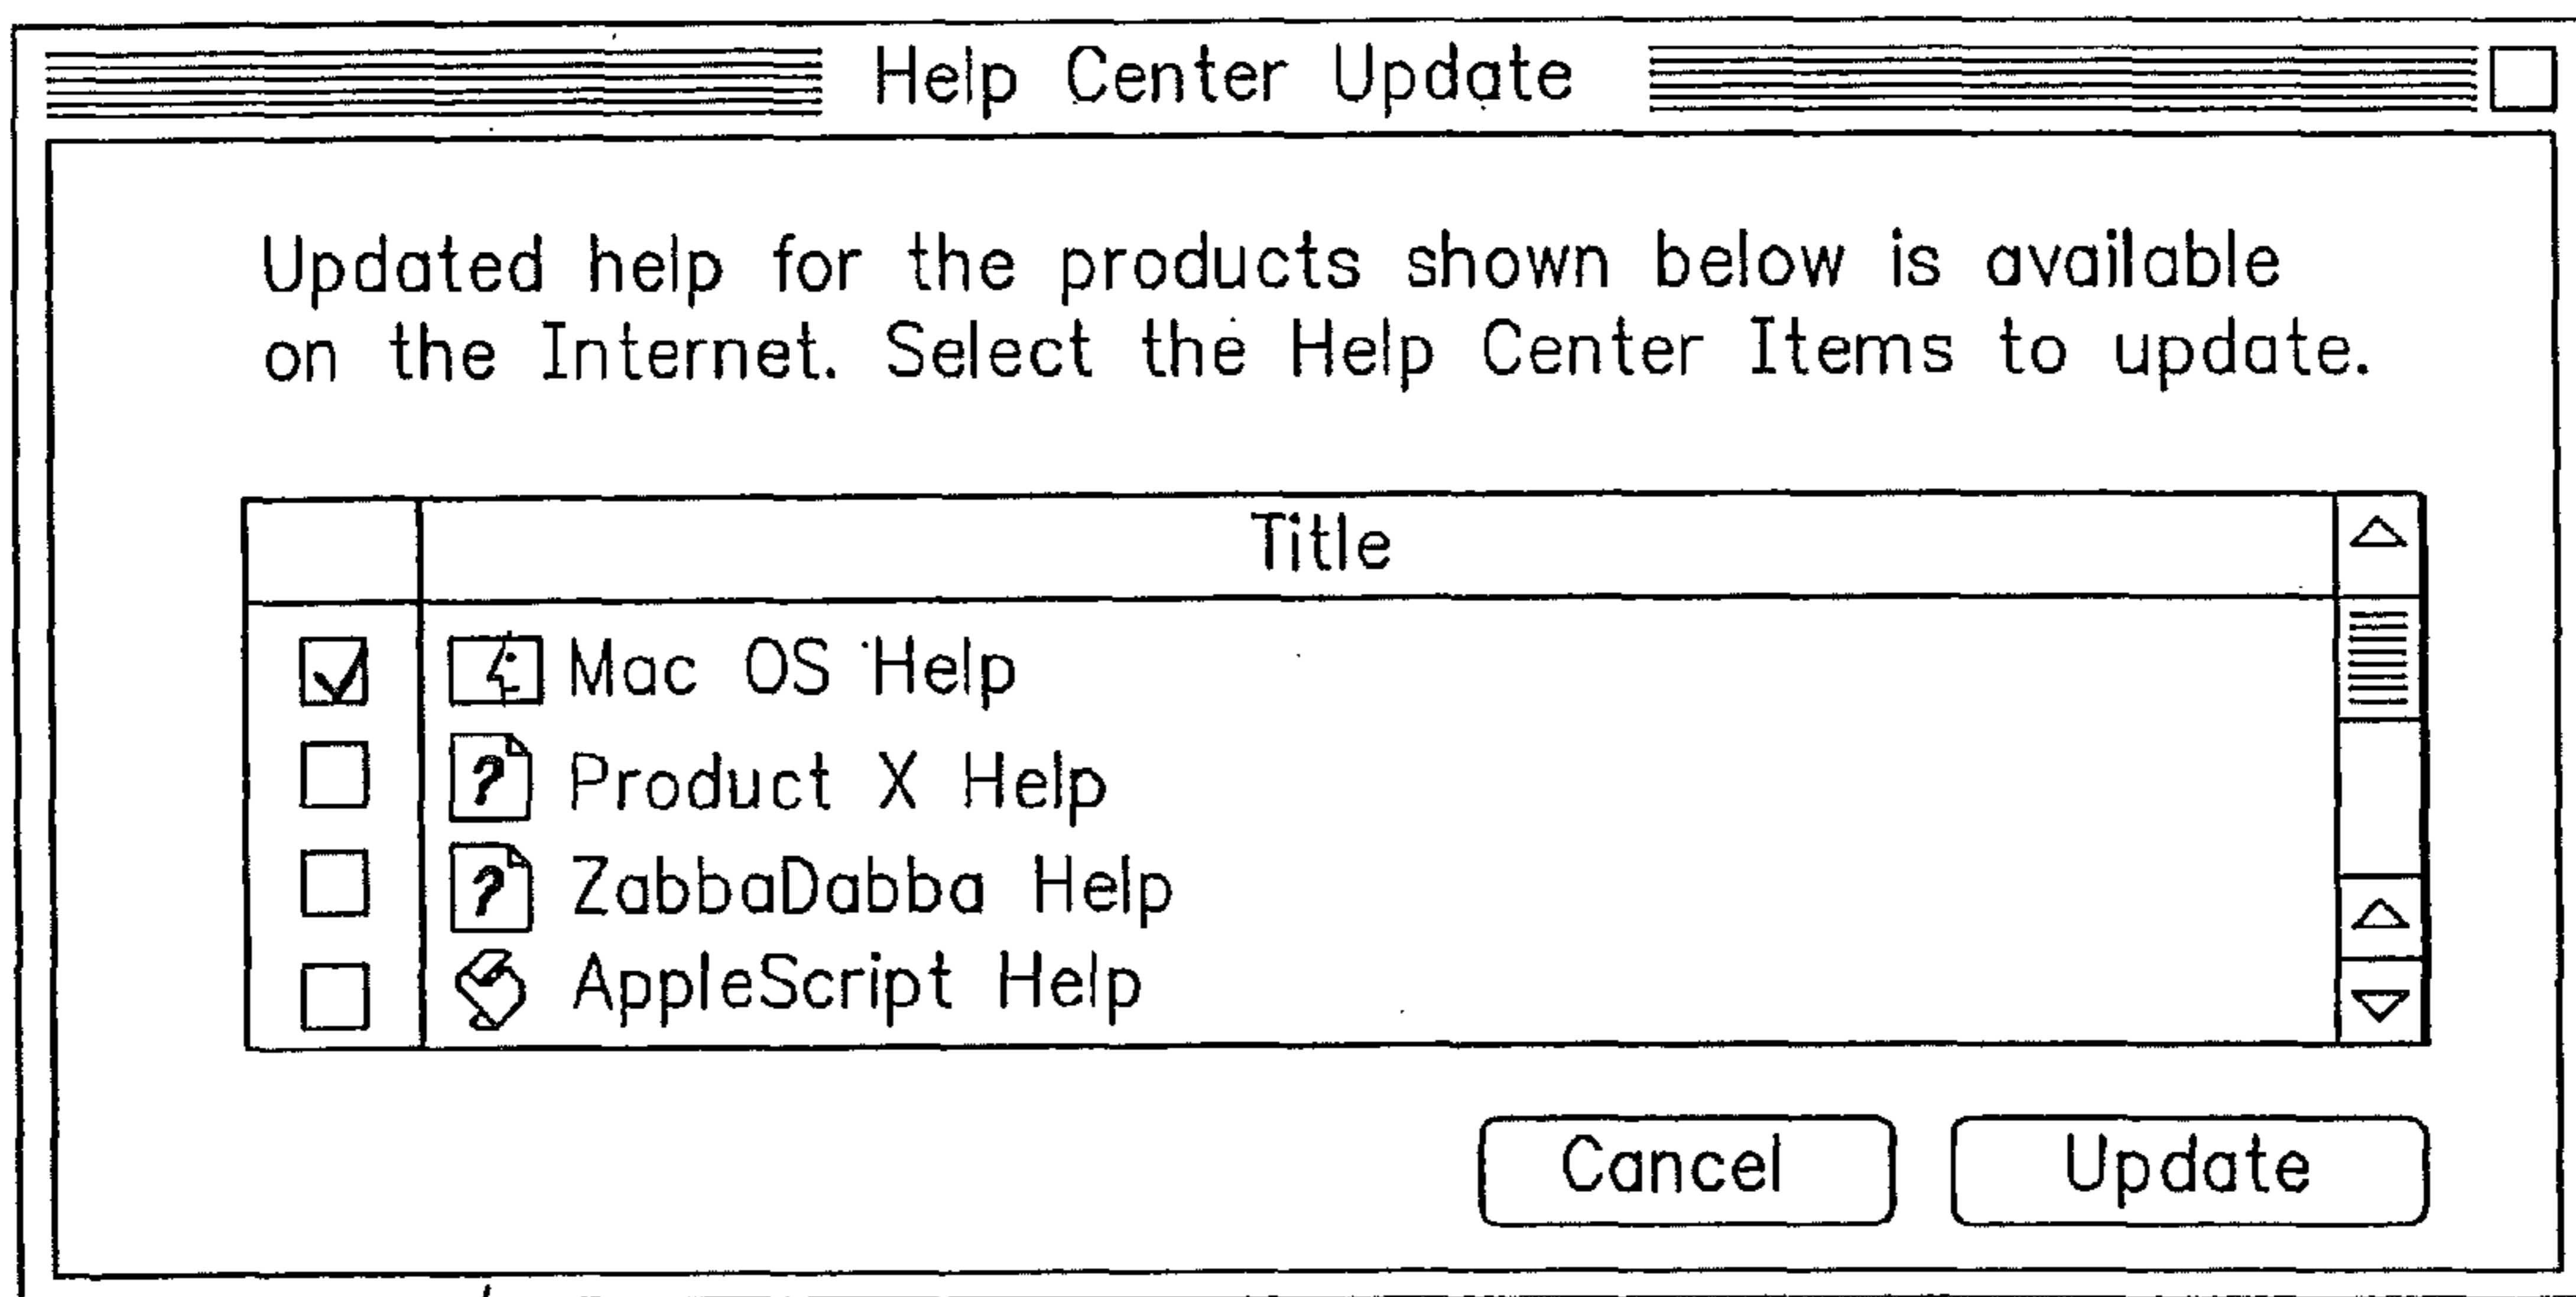 Help Center Update
Updated help for the products shown below is available
on the Internet. Select the Help Center Items to update.
Title
Mac OS Help
? Product X Help
? ZabbaDabba Help
AppleScript Help
Cancel Update